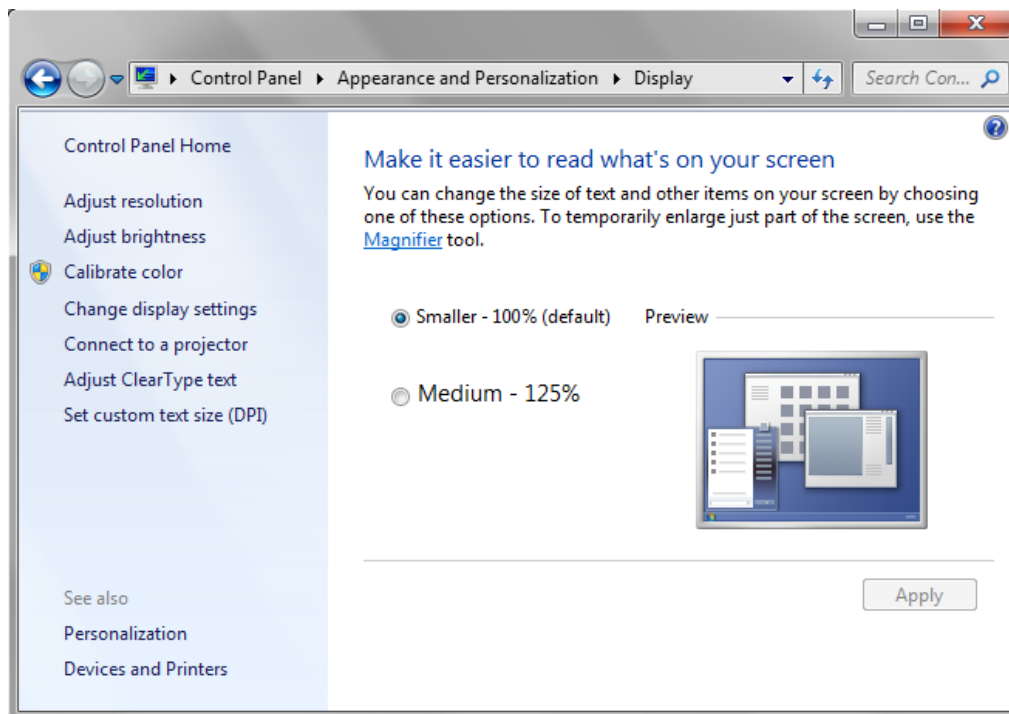 Control Panel
Appearance and Personalization
Display
Search Con...
Control Panel Home
Adjust resolution
Adjust brightness
Calibrate color
Change display settings
Connect to a projector
Adjust ClearType text
Set custom text size (DPI)
See also
Personalization
Devices and Printers
Make it easier to read what's on your screen
You can change the size of text and other items on your screen by choosing
one of these options. To temporarily enlarge just part of the screen, use the
Magnifier tool.
Smaller - 100% (default)
Preview
Medium - 125%
Apply